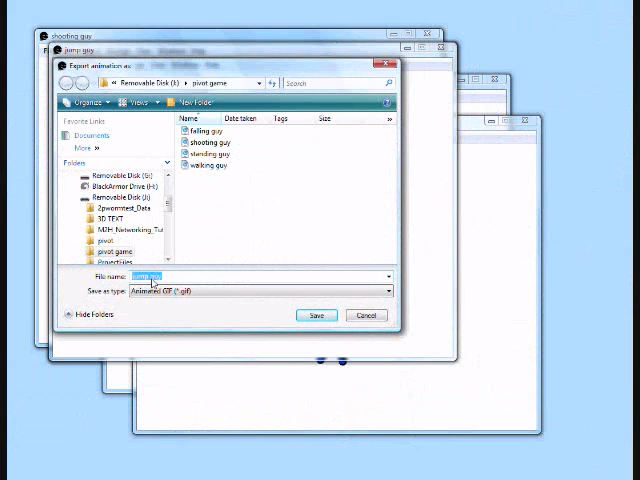 shooting guy
jump guy
Export animation as
« Removable Disk (I:) ▸ pivot game
Search
Organize
Views
New Folder
Name
Date taken
Tags
Size
»
Favorite Links
Documents
More »
Folders
Removable Disk (G:)
BlackArmor Drive (H:)
Removable Disk (I:)
2pwormtest_Data
3D TEXT
M2H_Networking_Tut
pivot
pivot game
ProjectFiles
falling guy
shooting guy
standing guy
walking guy
File name:
jump guy
Save as type:
Animated GIF (*.gif)
Hide Folders
Save
Cancel